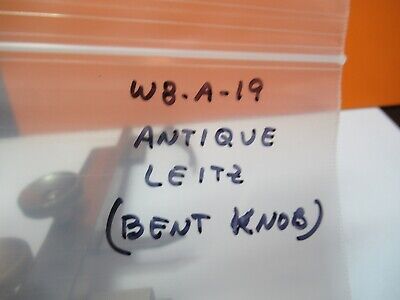 W8.A-19
ANTIQUE
LEITZ
(BENT KNOB)